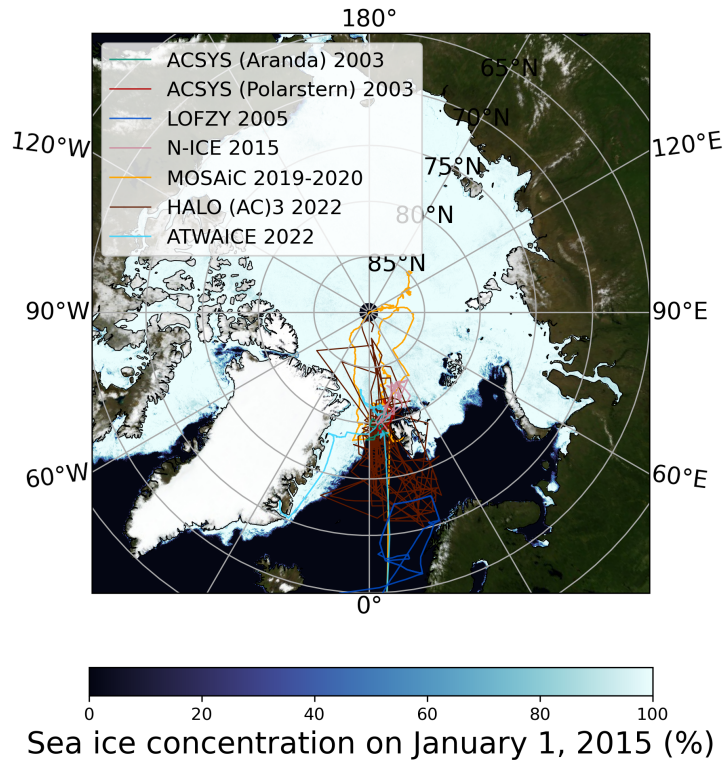 180°
ACSYS (Aranda) 2003
ACSYS (Polarstern) 2003
LOFZY 2005
N-ICE 2015
MOSAiC 2019-2020
HALO (AC)3 2022
ATWAICE 2022
65°N
70°N
75°N
80°N
85°N
120°W
120°E
90°W
90°E
60°W
60°E
0°
0 20 40 60 80 100
Sea ice concentration on January 1, 2015 (%)